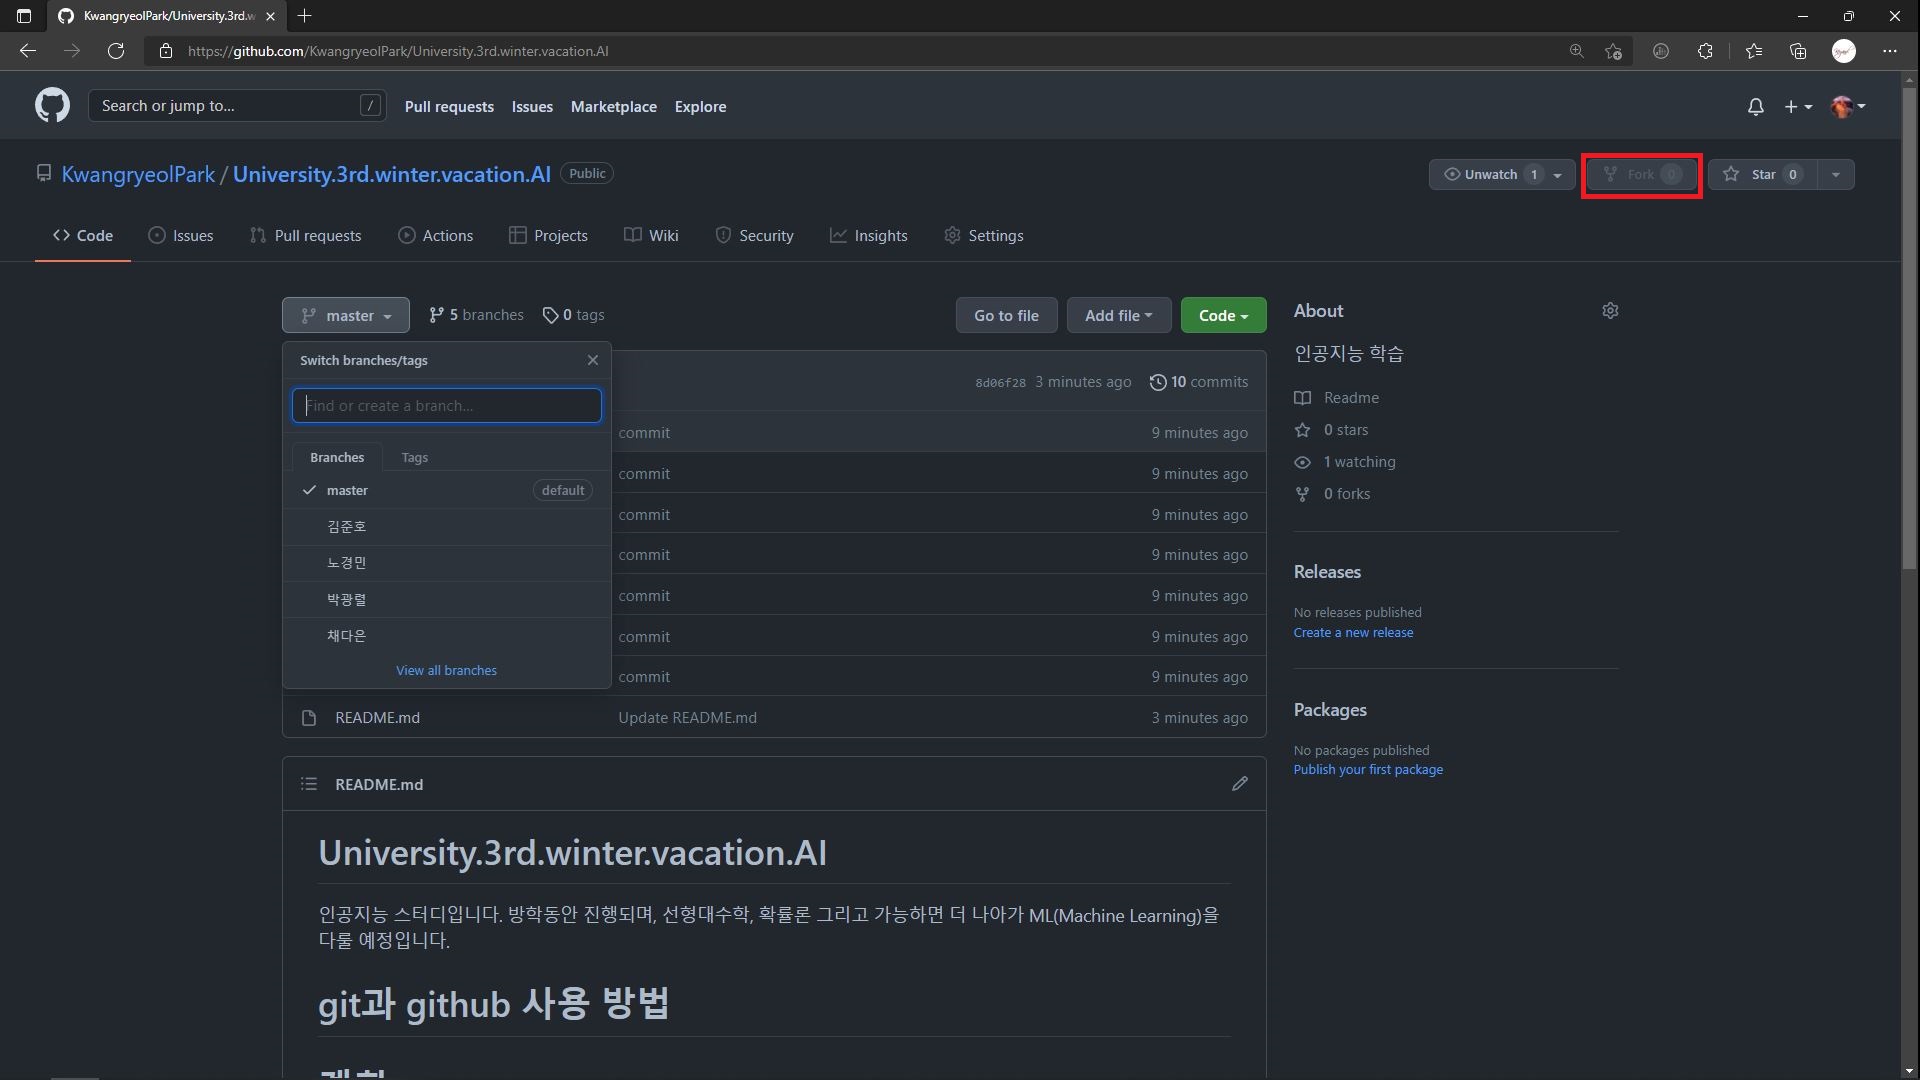 KwangryeolPark/University.3rd.w
https://github.com/KwangryeolPark/University.3rd.winter.vacation.AI
Search or jump to...
/
Pull requests
Issues
Marketplace
Explore
KwangryeolPark / University.3rd.winter.vacation.AI
Public
Unwatch 1
Fork 0
Star 0
Code
Issues
Pull requests
Actions
Projects
Wiki
Security
Insights
Settings
master
5 branches
0 tags
Go to file
Add file
Code
Switch branches/tags
Find or create a branch...
Branches
Tags
master
default
김준호
노경민
박광렬
채다은
View all branches
8d06f28 3 minutes ago
10 commits
commit 9 minutes ago
commit 9 minutes ago
commit 9 minutes ago
commit 9 minutes ago
commit 9 minutes ago
commit 9 minutes ago
commit 9 minutes ago
README.md Update README.md 3 minutes ago
README.md
University.3rd.winter.vacation.AI
인공지능 스터디입니다. 방학동안 진행되며, 선형대수학, 확률론 그리고 가능하면 더 나아가 ML(Machine Learning)을
다룰 예정입니다.
git과 github 사용 방법
About
인공지능 학습
Readme
0 stars
1 watching
0 forks
Releases
No releases published
Create a new release
Packages
No packages published
Publish your first package